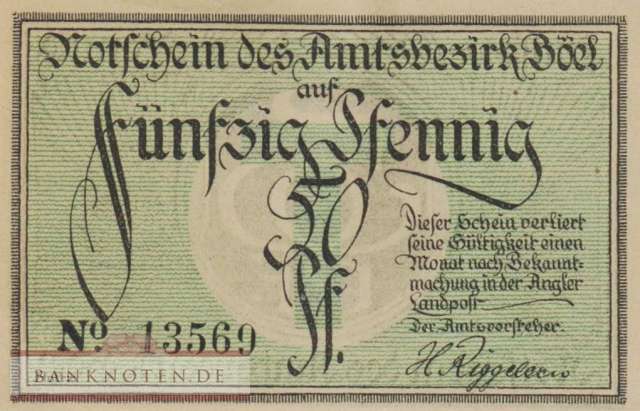 Notschein des Amtsbezirk Böel
auf
Fünfzig Pfennig
50
Pf.
Dieser Schein verliert
seine Gültigkeit einen
Monat nach Bekannt-
machung in der Angler
Landpost
Der Amtsvorsteher.
No 13569
BANKNOTEN.DE